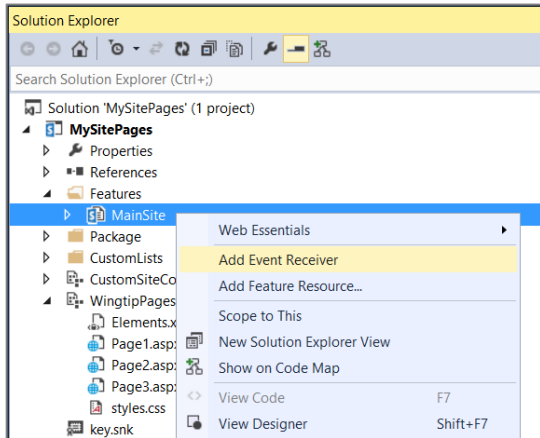 Solution Explorer
Search Solution Explorer (Ctrl+;)
Solution 'MySitePages' (1 project)
MySitePages
Properties
References
Features
MainSite
Web Essentials
Package
Add Event Receiver
CustomLists
CustomSiteCo
Add Feature Resource...
WingtipPages
Scope to This
Elements.x
Page1.asp
New Solution Explorer View
Page2.asp
Show on Code Map
Page3.asp
View Code F7
styles.css
View Designer Shift+F7
key.snk